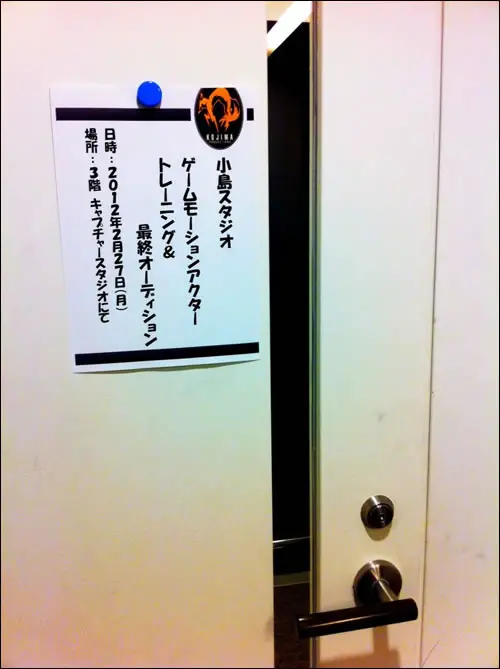 KOJIMA
PRODUCTIONS
小島スタジオ
ゲームモーションアクター
トレーニング&
最終オーディション
日時：2012年2月27日(月)
場所：3階 キャプチャースタジオにて